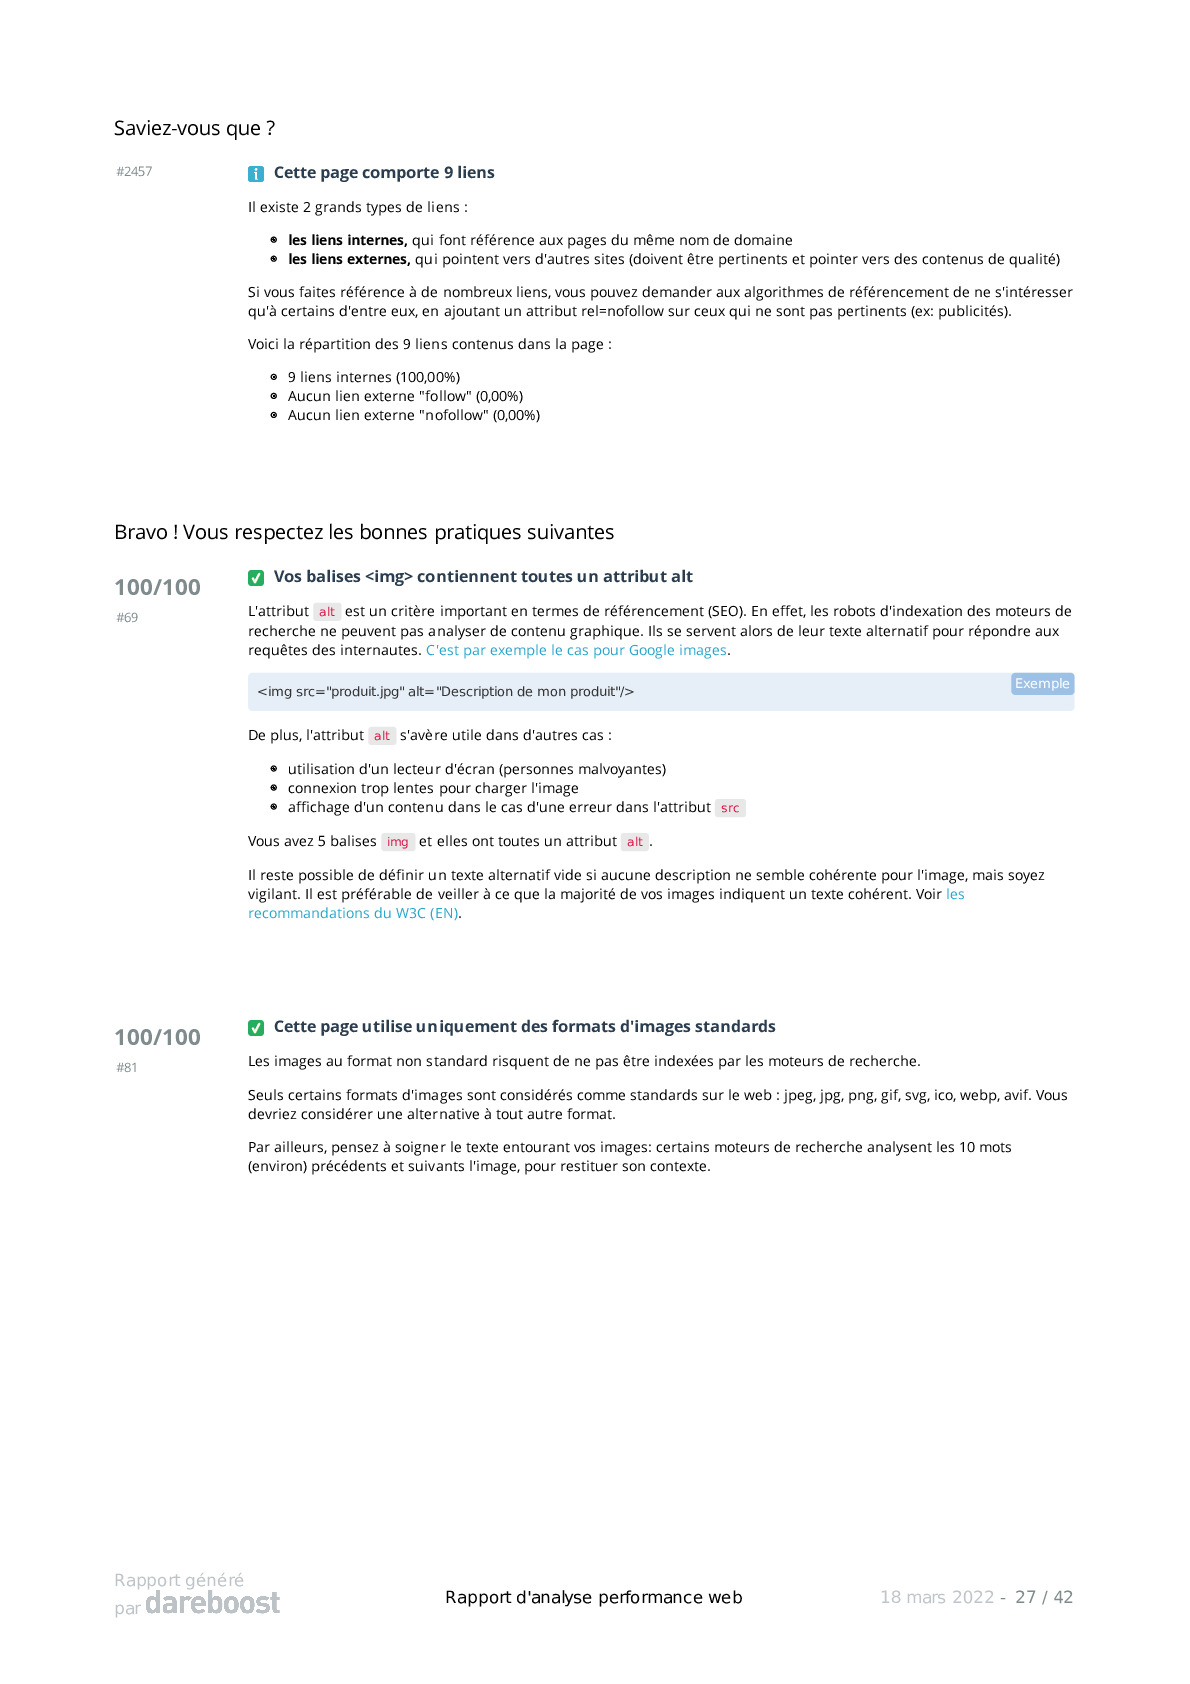 Saviez-vous que ?
#2457
Cette page comporte 9 liens
Il existe 2 grands types de liens :
les liens internes, qui font référence aux pages du même nom de domaine
les liens externes, qui pointent vers d'autres sites (doivent être pertinents et pointer vers des contenus de qualité)
Si vous faites référence à de nombreux liens, vous pouvez demander aux algorithmes de référencement de ne s'intéresser
qu'à certains d'entre eux, en ajoutant un attribut rel=nofollow sur ceux qui ne sont pas pertinents (ex: publicités).
Voici la répartition des 9 liens contenus dans la page :
9 liens internes (100,00%)
Aucun lien externe "follow" (0,00%)
Aucun lien externe "nofollow" (0,00%)
Bravo ! Vous respectez les bonnes pratiques suivantes
100/100
#69
Vos balises <img> contiennent toutes un attribut alt
L'attribut alt est un critère important en termes de référencement (SEO). En effet, les robots d'indexation des moteurs de
recherche ne peuvent pas analyser de contenu graphique. Ils se servent alors de leur texte alternatif pour répondre aux
requêtes des internautes. C'est par exemple le cas pour Google images.
Exemple
<img src="produit.jpg" alt="Description de mon produit"/>
De plus, l'attribut alt s'avère utile dans d'autres cas :
utilisation d'un lecteur d'écran (personnes malvoyantes)
connexion trop lentes pour charger l'image
affichage d'un contenu dans le cas d'une erreur dans l'attribut src
Vous avez 5 balises img et elles ont toutes un attribut alt.
Il reste possible de définir un texte alternatif vide si aucune description ne semble cohérente pour l'image, mais soyez
vigilant. Il est préférable de veiller à ce que la majorité de vos images indiquent un texte cohérent. Voir les
recommandations du W3C (EN).
100/100
#81
Cette page utilise uniquement des formats d'images standards
Les images au format non standard risquent de ne pas être indexées par les moteurs de recherche.
Seuls certains formats d'images sont considérés comme standards sur le web : jpeg, jpg, png, gif, svg, ico, webp, avif. Vous
devriez considérer une alternative à tout autre format.
Par ailleurs, pensez à soigner le texte entourant vos images: certains moteurs de recherche analysent les 10 mots
(environ) précédents et suivants l'image, pour restituer son contexte.
Rapport généré
par dareboost
Rapport d'analyse performance web
18 mars 2022 - 27 / 42